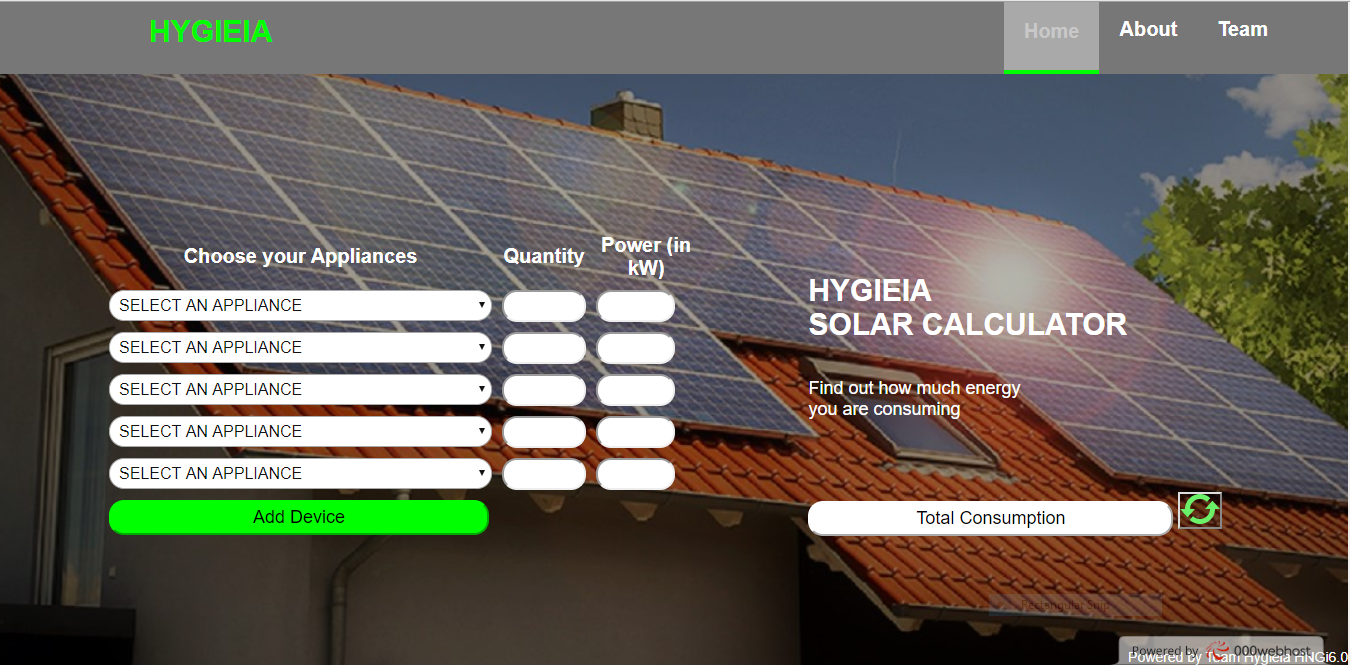 HYGIEIA
Home
About
Team
Choose your Appliances
Quantity
Power (in
kW)
SELECT AN APPLIANCE
SELECT AN APPLIANCE
SELECT AN APPLIANCE
SELECT AN APPLIANCE
SELECT AN APPLIANCE
Add Device
HYGIEIA
SOLAR CALCULATOR
Find out how much energy
you are consuming
Total Consumption
Rectangular Snip
Powered by 000webhost
Powered by Team Hygieia HNGi6.0